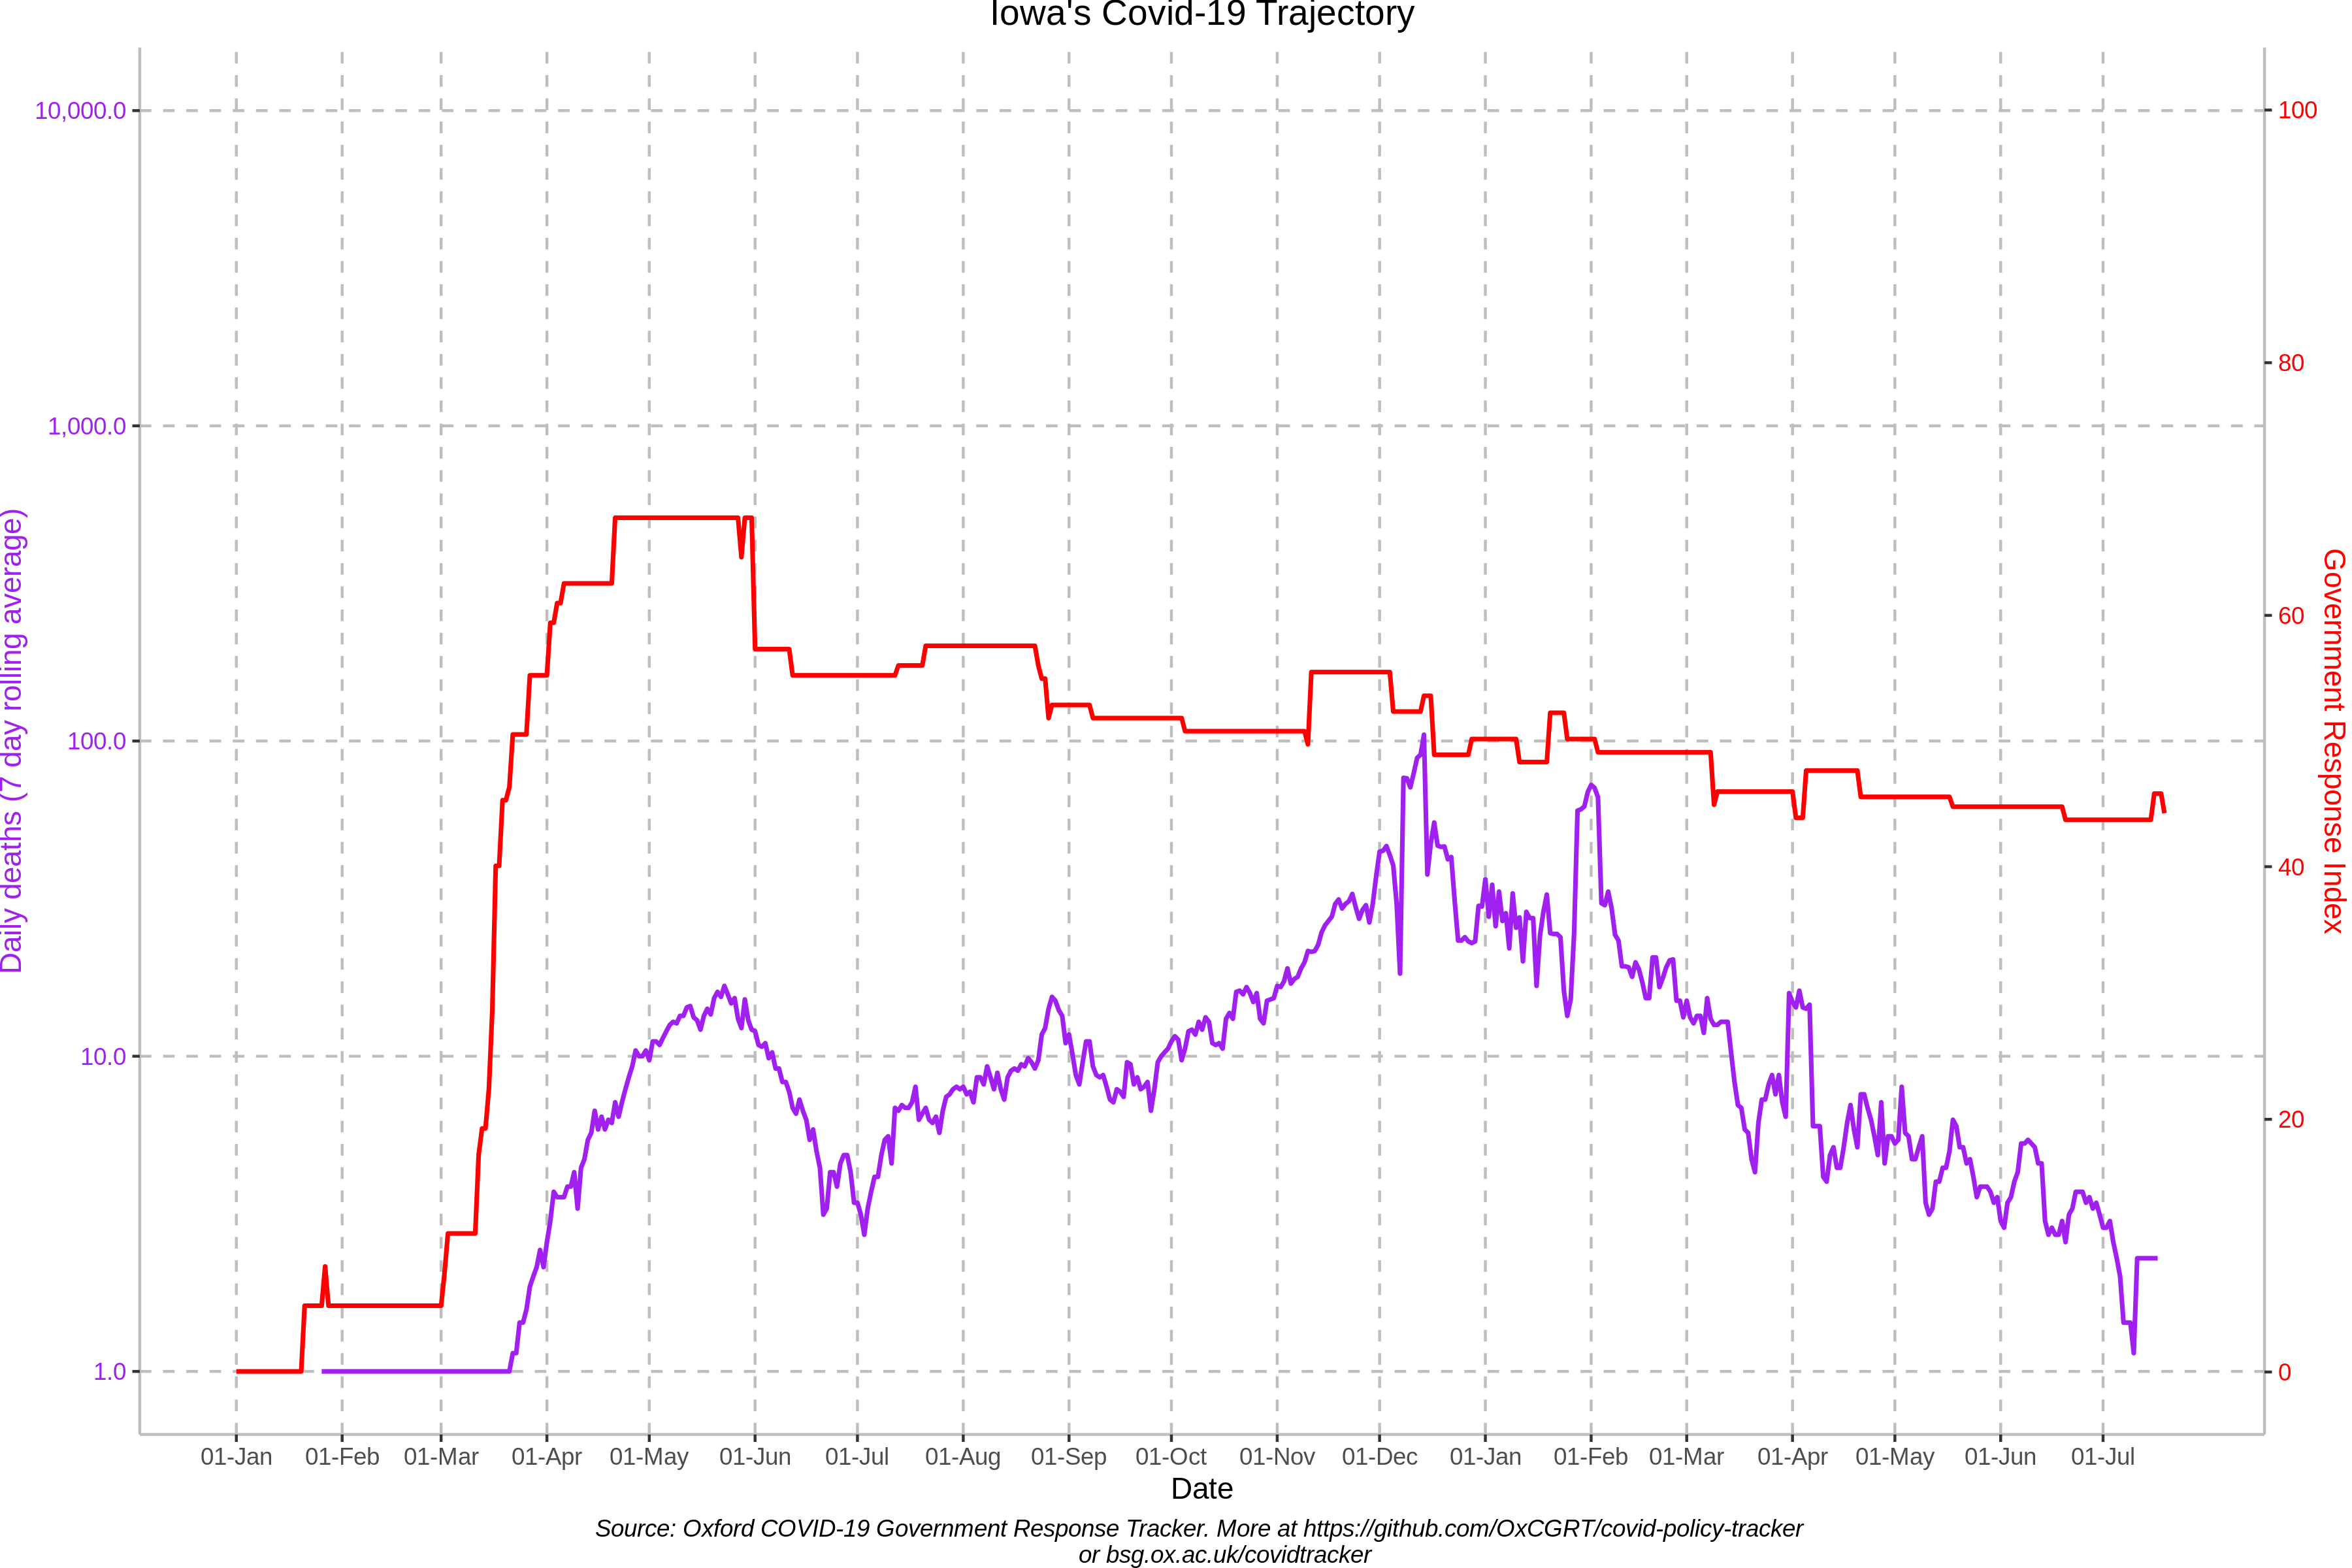 Iowa's Covid-19 Trajectory
10,000.0
1,000.0
100.0
10.0
1.0
Daily deaths (7 day rolling average)
100
80
60
40
20
0
Government Response Index
01-Jan 01-Feb 01-Mar 01-Apr 01-May 01-Jun 01-Jul 01-Aug 01-Sep 01-Oct 01-Nov 01-Dec 01-Jan 01-Feb 01-Mar 01-Apr 01-May 01-Jun 01-Jul
Date
Source: Oxford COVID-19 Government Response Tracker. More at https://github.com/OxCGRT/covid-policy-tracker
or bsg.ox.ac.uk/covidtracker